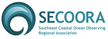 SECOORA
Southeast Coastal Ocean Observing
Regional Association